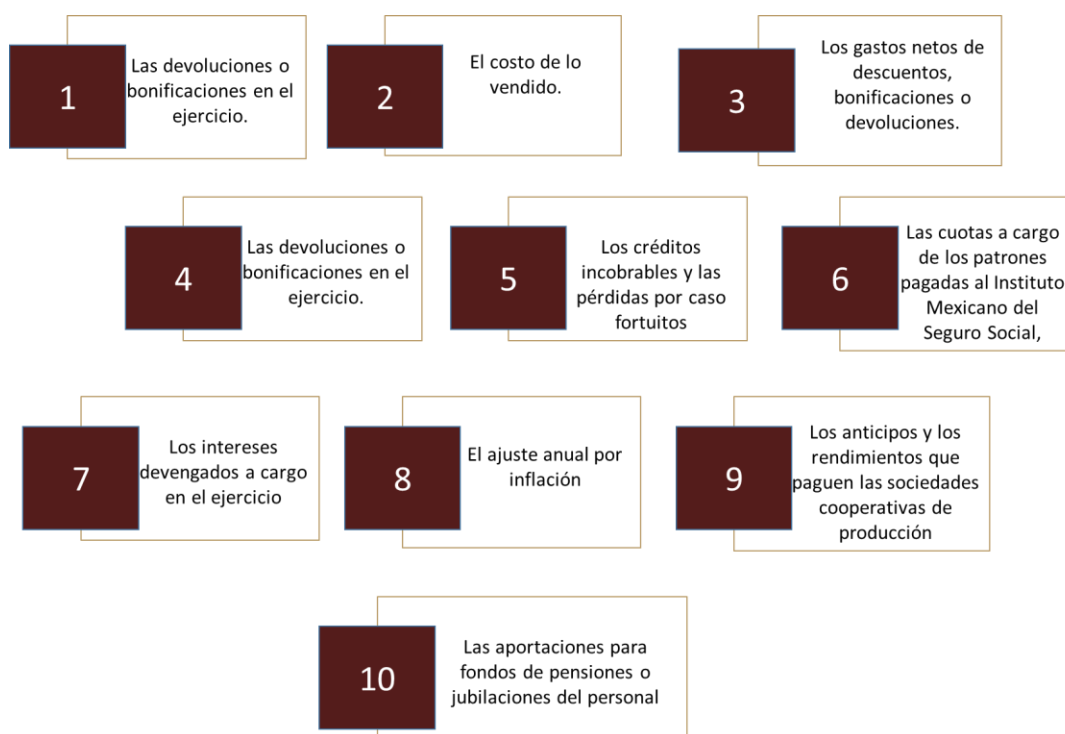 1
Las devoluciones o
bonificaciones en el
ejercicio.
2
El costo de lo
vendido.
3
Los gastos netos de
descuentos,
bonificaciones o
devoluciones.
4
Las devoluciones o
bonificaciones en el
ejercicio.
5
Los créditos
incobrables y las
pérdidas por caso
fortuitos
6
Las cuotas a cargo
de los patrones
pagadas al Instituto
Mexicano del
Seguro Social,
7
Los intereses
devengados a cargo
en el ejercicio
8
El ajuste anual por
inflación
9
Los anticipos y los
rendimientos que
paguen las sociedades
cooperativas de
producción
10
Las aportaciones para
fondos de pensiones o
jubilaciones del personal